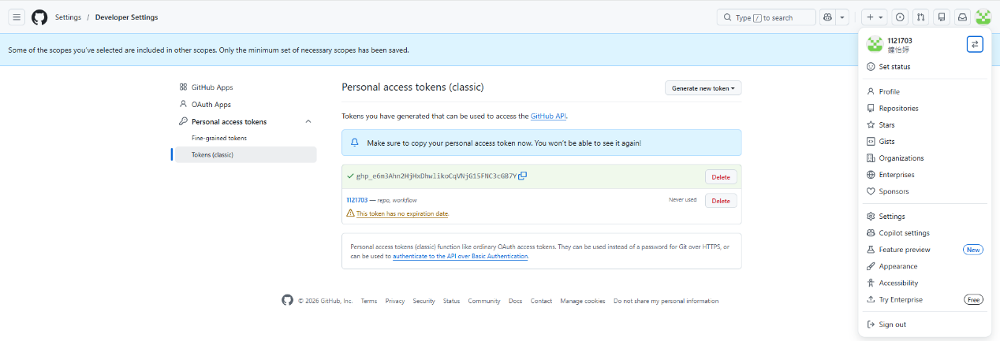 Settings / Developer Settings
Type / to search
Some of the scopes you've selected are included in other scopes. Only the minimum set of necessary scopes has been saved.
GitHub Apps
OAuth Apps
Personal access tokens
Fine-grained tokens
Tokens (classic)
Personal access tokens (classic)
Generate new token
Tokens you have generated that can be used to access the GitHub API.
Make sure to copy your personal access token now. You won't be able to see it again!
Delete
1121703 — repo, workflow
Never used
Delete
This token has no expiration date.
Personal access tokens (classic) function like ordinary OAuth access tokens. They can be used instead of a password for Git over HTTPS, or
can be used to authenticate to the API over Basic Authentication.
© 2026 GitHub, Inc.
Terms
Privacy
Security
Status
Community
Docs
Contact
Manage cookies
Do not share my personal information
1121703
Set status
Profile
Repositories
Stars
Gists
Organizations
Enterprises
Sponsors
Settings
Copilot settings
Feature preview
New
Appearance
Accessibility
Try Enterprise
Free
Sign out